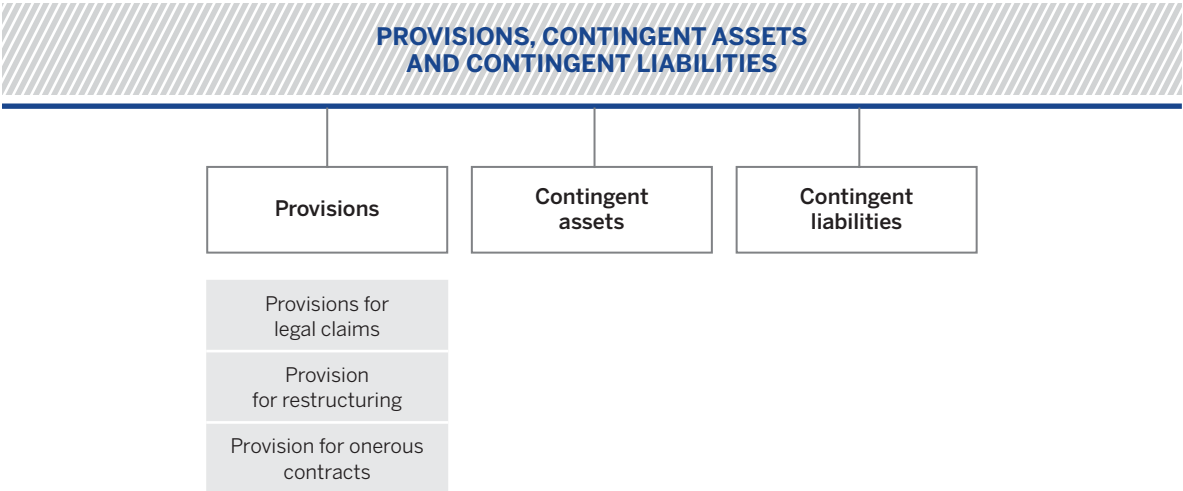 PROVISIONS, CONTINGENT ASSETS
AND CONTINGENT LIABILITIES
Provisions
Contingent
assets
Contingent
liabilities
Provisions for
legal claims
Provision
for restructuring
Provision for onerous
contracts